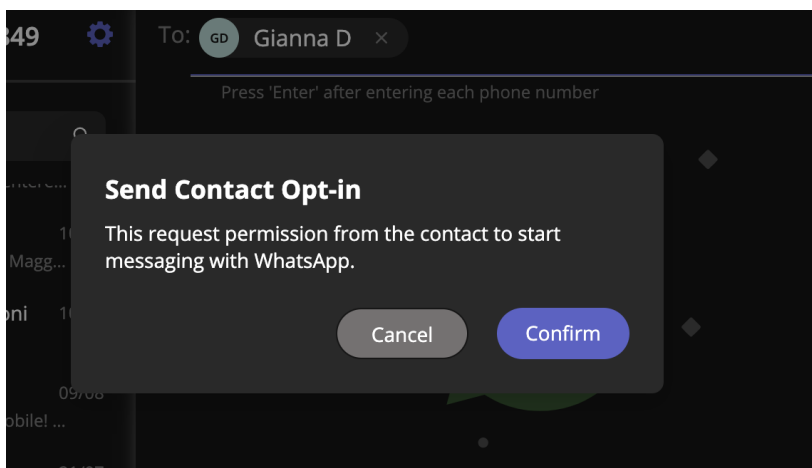 349
To: GD Gianna D ×
Press 'Enter' after entering each phone number
Send Contact Opt-in
This request permission from the contact to start
messaging with WhatsApp.
Magg...
Cancel Confirm
09/08